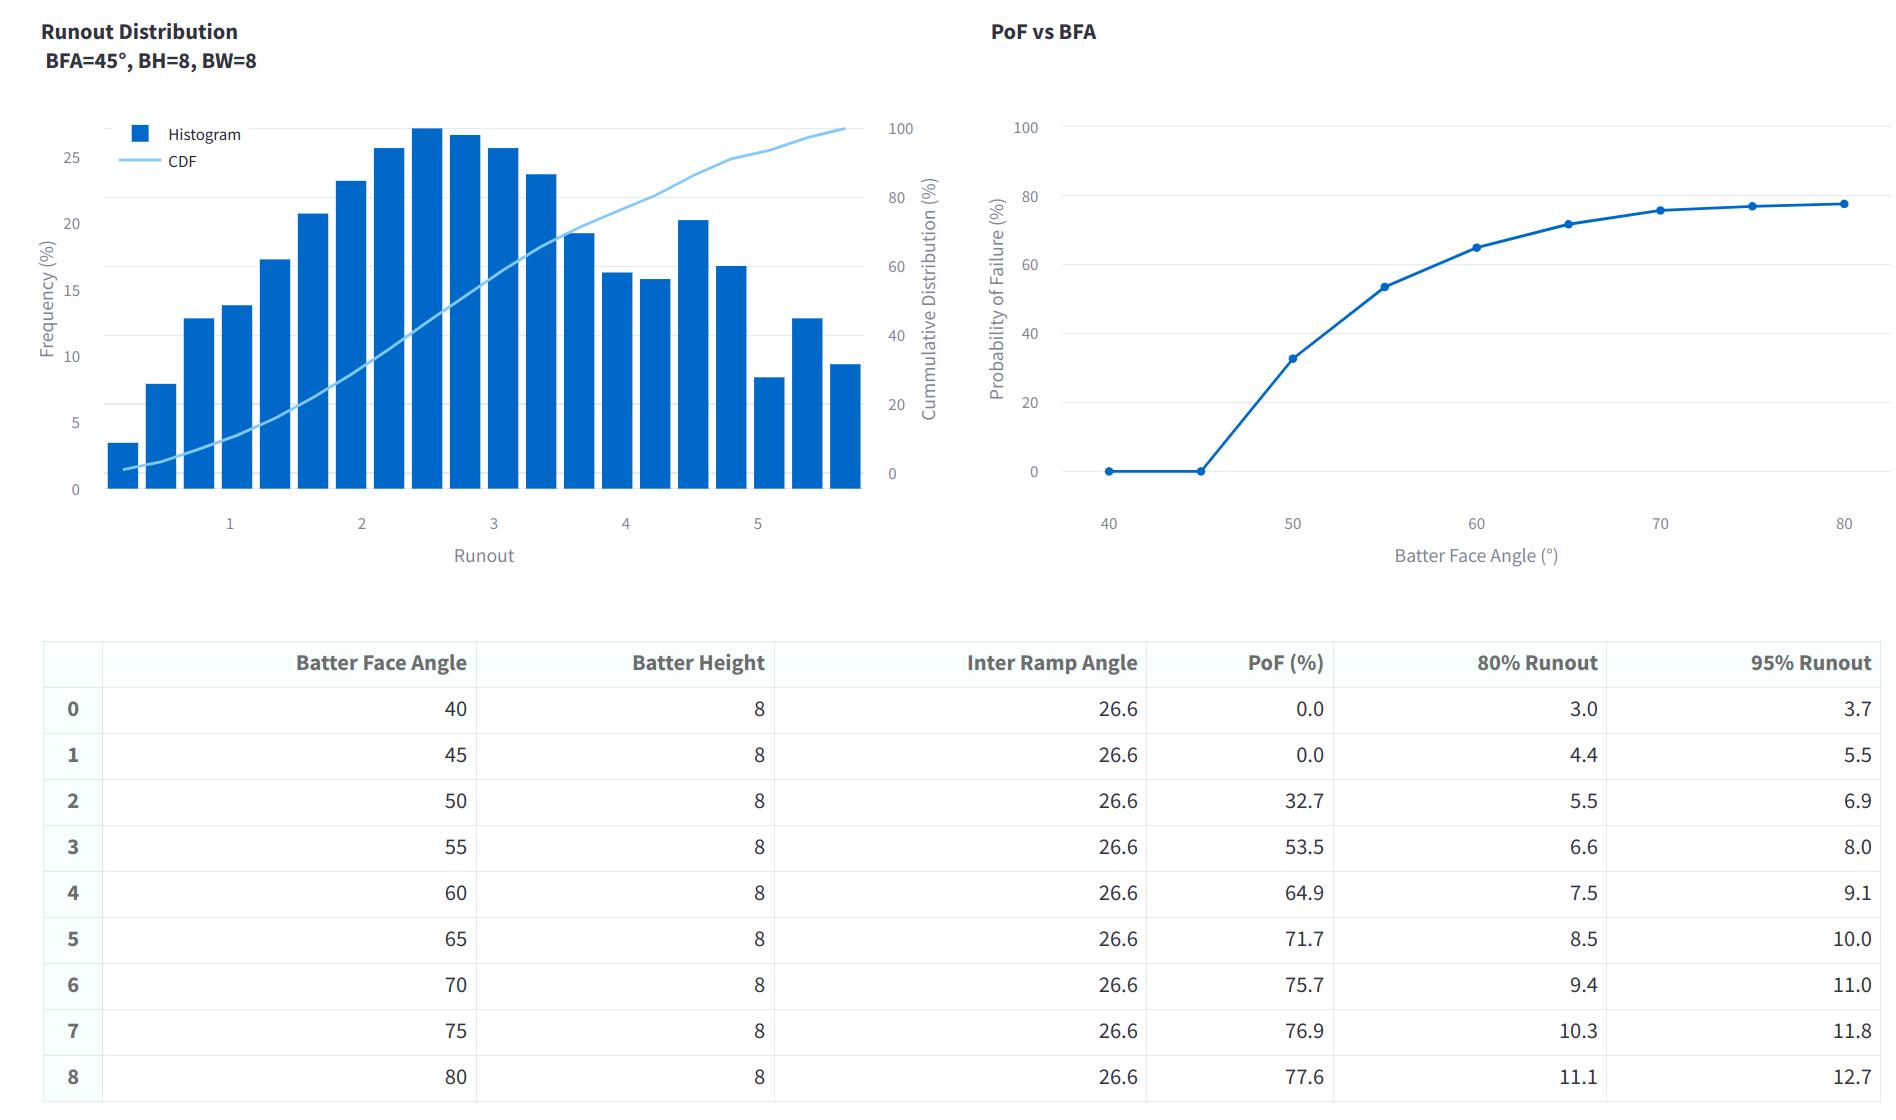 Runout Distribution
BFA=45°, BH=8, BW=8
Histogram
CDF
25
20
15
10
5
0
Frequency (%)
100
80
60
40
20
0
Cummulative Distribution (%)
1 2 3 4 5
Runout
PoF vs BFA
100
80
60
40
20
0
Probability of Failure (%)
40 50 60 70 80
Batter Face Angle (°)
Batter Face Angle Batter Height Inter Ramp Angle PoF (%) 80% Runout 95% Runout
0 40 8 26.6 0.0 3.0 3.7
1 45 8 26.6 0.0 4.4 5.5
2 50 8 26.6 32.7 5.5 6.9
3 55 8 26.6 53.5 6.6 8.0
4 60 8 26.6 64.9 7.5 9.1
5 65 8 26.6 71.7 8.5 10.0
6 70 8 26.6 75.7 9.4 11.0
7 75 8 26.6 76.9 10.3 11.8
8 80 8 26.6 77.6 11.1 12.7